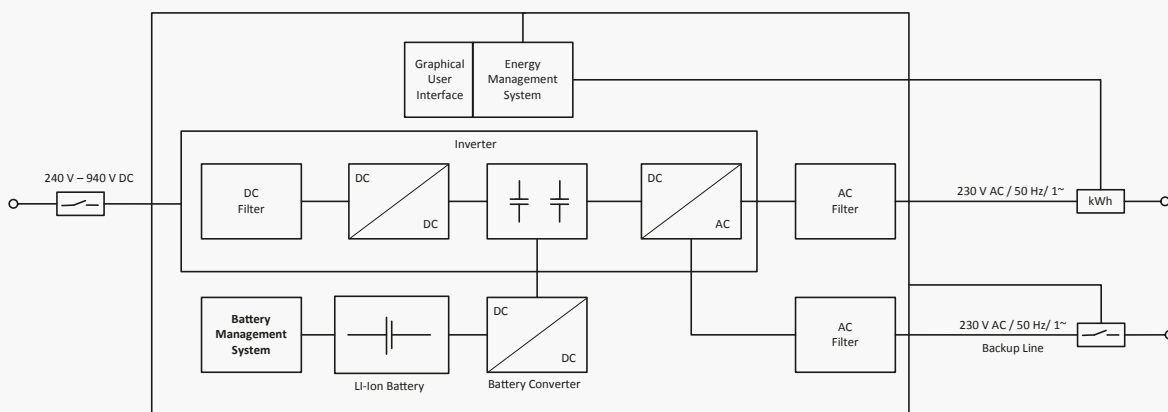 Graphical
User
Interface
Energy
Management
System
Inverter
240 V – 940 V DC
DC
Filter
DC
DC
DC
AC
AC
Filter
230 V AC / 50 Hz/ 1~
kWh
Battery
Management
System
LI-Ion Battery
DC
DC
Battery Converter
AC
Filter
230 V AC / 50 Hz/ 1~
Backup Line